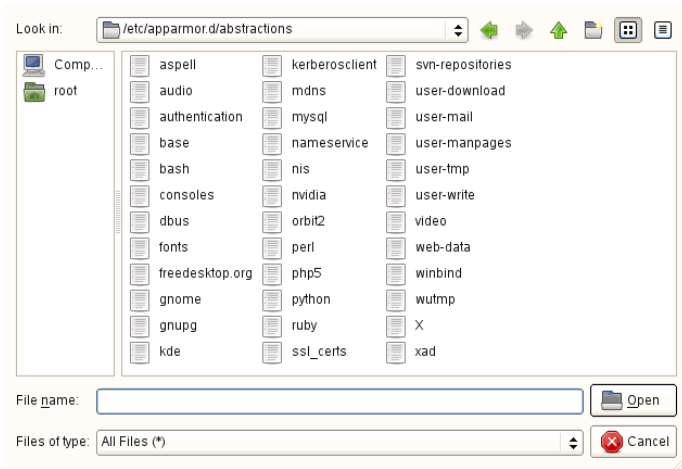 Look in: /etc/apparmor.d/abstractions
Comp...
root
aspell kerberosclient svn-repositories
audio mdns user-download
authentication mysql user-mail
base nameservice user-manpages
bash nis user-tmp
consoles nvidia user-write
dbus orbit2 video
fonts perl web-data
freedesktop.org php5 winbind
gnome python wutmp
gnupg ruby X
kde ssl_certs xad
File name: Open
Files of type: All Files (*) Cancel